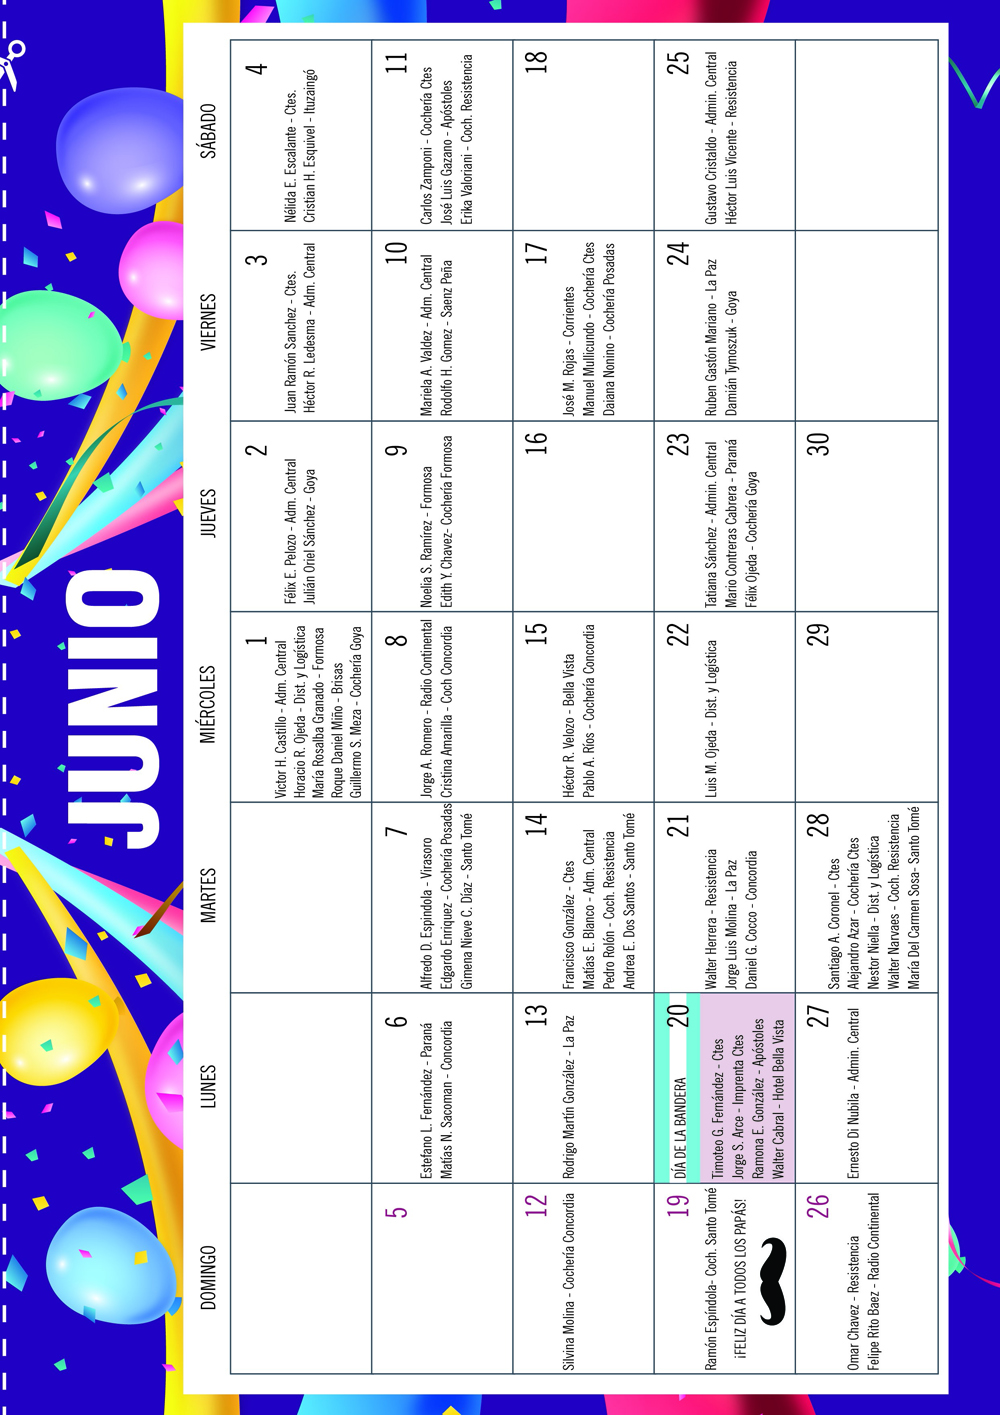 JUNIO
DOMINGO
LUNES
MARTES
MIÉRCOLES
JUEVES
VIERNES
SÁBADO
1
Victor H. Castillo - Adm. Central
Horacio R. Ojeda - Dist. y Logística
María Rosalba Granado - Formosa
Roque Daniel Miño - Brisas
Guillermo S. Meza - Cochería Goya
2
Félix E. Pelozo - Adm. Central
Julián Oriel Sánchez - Goya
3
Juan Ramón Sanchez - Ctes.
Héctor R. Ledesma - Adm. Central
4
Nélida E. Escalante - Ctes.
Cristian H. Esquivel - Ituzaingó
5
6
Estefano L. Fernández - Paraná
Matías N. Sacoman - Concordia
7
Alfredo D. Espindola - Virasoro
Edgardo Enriquez - Cochería Posadas
Gimena Nieve C. Díaz - Santo Tomé
8
Jorge A. Romero - Radio Continental
Cristina Amarilla - Coch Concordia
9
Noelia S. Ramírez - Formosa
Edith Y. Chavez- Cochería Formosa
10
Mariela A. Valdez - Adm. Central
Rodolfo H. Gomez - Saenz Peña
11
Carlos Zamponi - Cochería Ctes
José Luis Gazano - Apóstoles
Erika Valoriani - Coch. Resistencia
12
Silvina Molina - Cochería Concordia
13
Rodrigo Martín González - La Paz
14
Francisco González - Ctes
Matías E. Blanco - Adm. Central
Pedro Rolón - Coch. Resistencia
Andrea E. Dos Santos - Santo Tomé
15
Héctor R. Velozo - Bella Vista
Pablo A. Ríos - Cochería Concordia
16
17
José M. Rojas - Corrientes
Manuel Mullicundo - Cochería Ctes
Daiana Nonino - Cochería Posadas
18
19
Ramón Espíndola- Coch. Santo Tomé
¡FELIZ DÍA A TODOS LOS PAPÁS!
20
DÍA DE LA BANDERA
Timoteo G. Fernández - Ctes
Jorge S. Arce - Imprenta Ctes
Ramona E. González - Apóstoles
Walter Cabral - Hotel Bella Vista
21
Walter Herrera - Resistencia
Jorge Luis Molina - La Paz
Daniel G. Cocco - Concordia
22
Luis M. Ojeda - Dist. y Logística
23
Tatiana Sánchez - Admin. Central
Mario Contreras Cabrera - Paraná
Félix Ojeda - Cochería Goya
24
Ruben Gastón Mariano - La Paz
Damián Tymoszuk - Goya
25
Gustavo Cristaldo - Admin. Central
Héctor Luis Vicente - Resistencia
26
Omar Chavez - Resistencia
Felipe Rito Baez - Radio Continental
27
Ernesto Di Nubila - Admin. Central
28
Santiago A. Coronel - Ctes
Alejandro Azar - Cochería Ctes
Nestor Niella - Dist. y Logística
Walter Narvaes - Coch. Resistencia
María Del Carmen Sosa- Santo Tomé
29
30